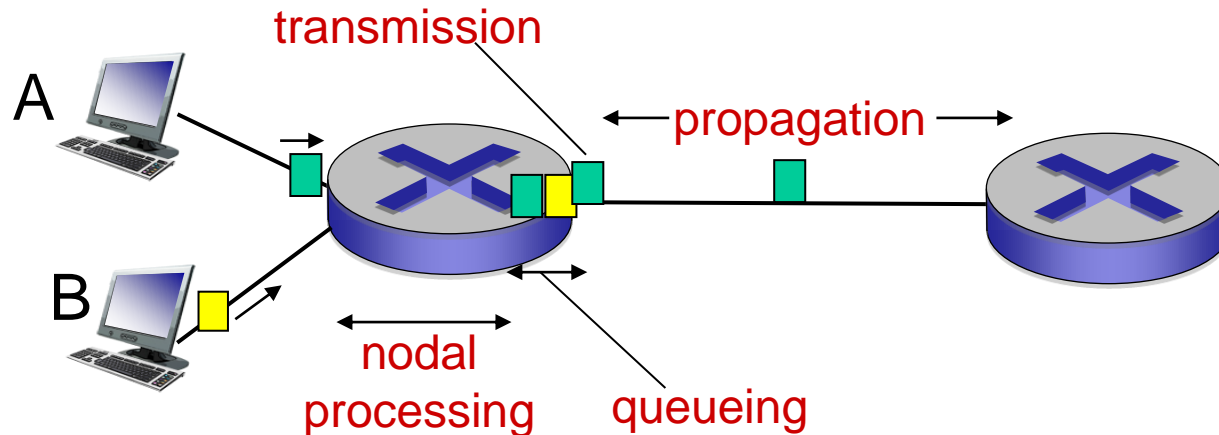 transmission
A
propagation
B
nodal
processing
queueing